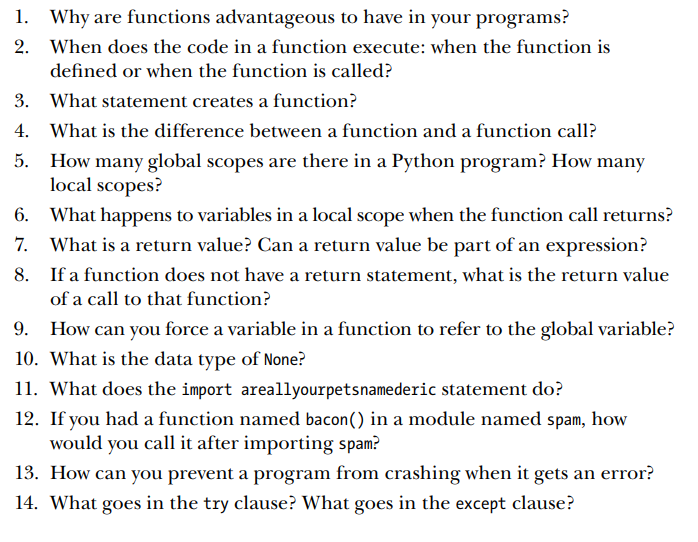 1. Why are functions advantageous to have in your programs?
2. When does the code in a function execute: when the function is
defined or when the function is called?
3. What statement creates a function?
4. What is the difference between a function and a function call?
5. How many global scopes are there in a Python program? How many
local scopes?
6. What happens to variables in a local scope when the function call returns?
7. What is a return value? Can a return value be part of an expression?
8. If a function does not have a return statement, what is the return value
of a call to that function?
9. How can you force a variable in a function to refer to the global variable?
10. What is the data type of None?
11. What does the import areallyourpetsnamederic statement do?
12. If you had a function named bacon() in a module named spam, how
would you call it after importing spam?
13. How can you prevent a program from crashing when it gets an error?
14. What goes in the try clause? What goes in the except clause?